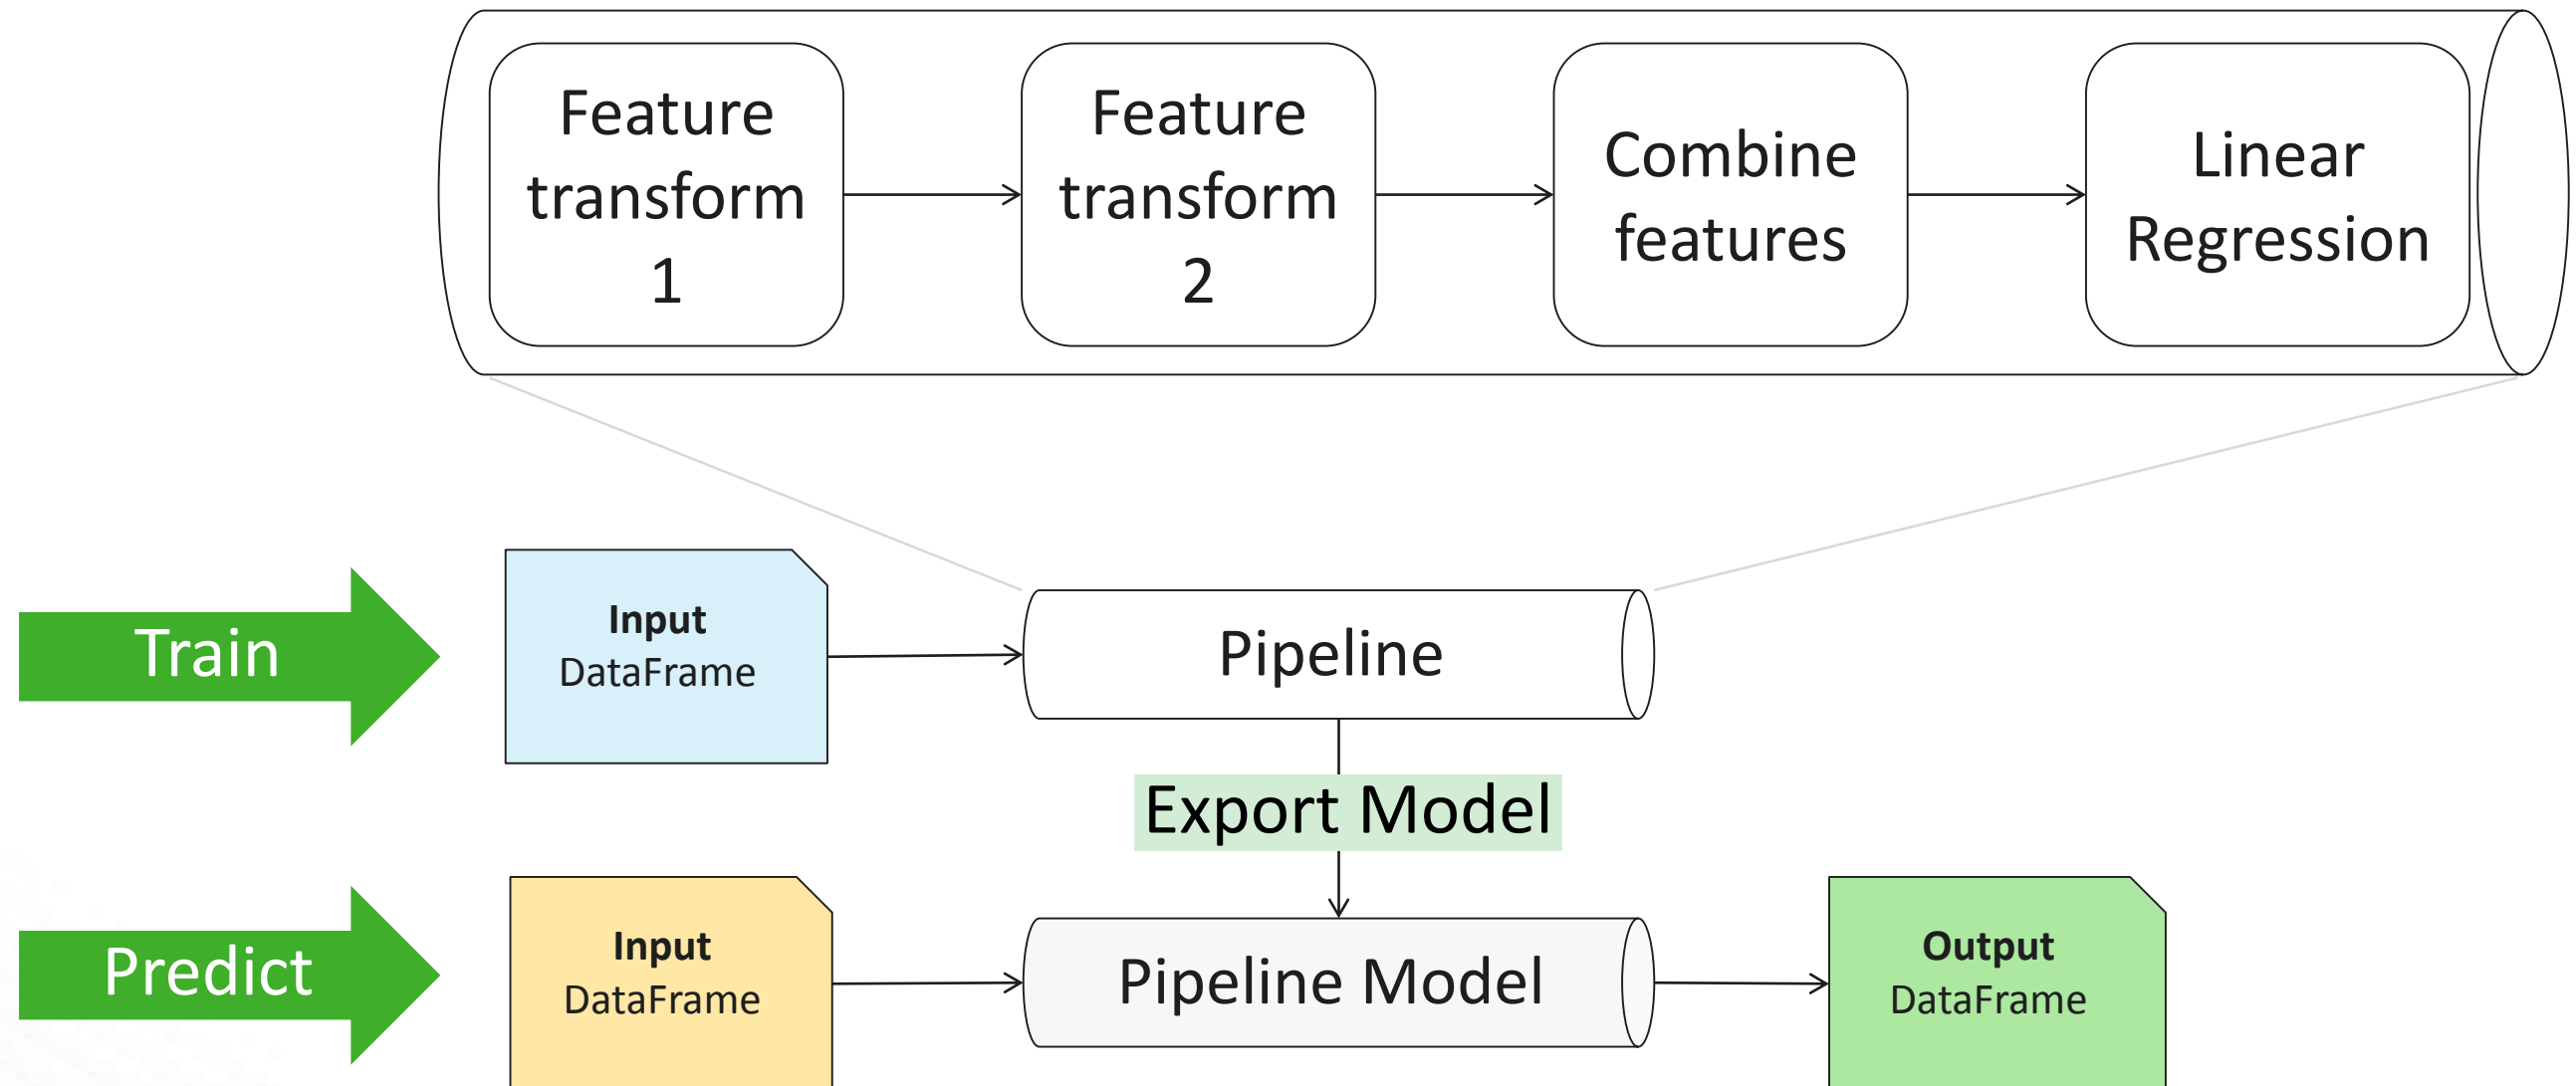 Feature
transform
1
Feature
transform
2
Combine
features
Linear
Regression
Train
Input
DataFrame
Pipeline
Export Model
Predict
Input
DataFrame
Pipeline Model
Output
DataFrame